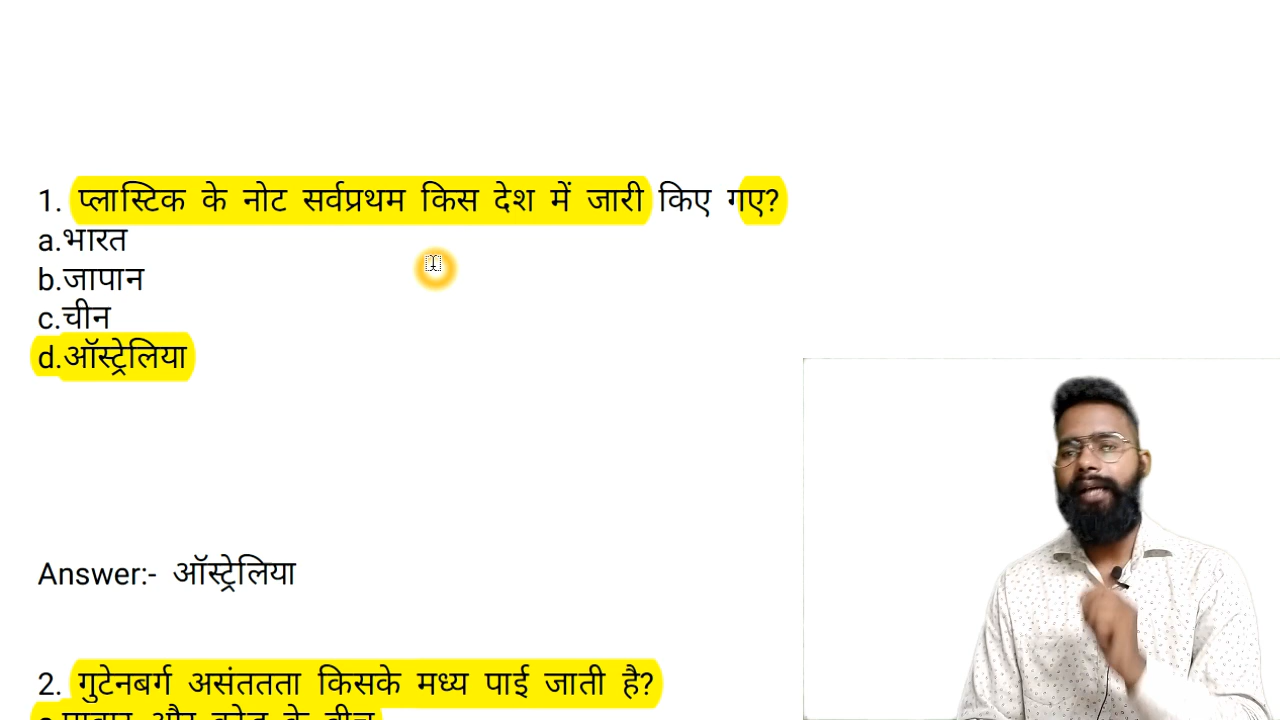 1. प्लास्टिक के नोट सर्वप्रथम किस देश में जारी किए गए?
a.भारत
b.जापान
c.चीन
d.ऑस्ट्रेलिया
Answer:- ऑस्ट्रेलिया
2. गुटेनबर्ग असंततता किसके मध्य पाई जाती है?